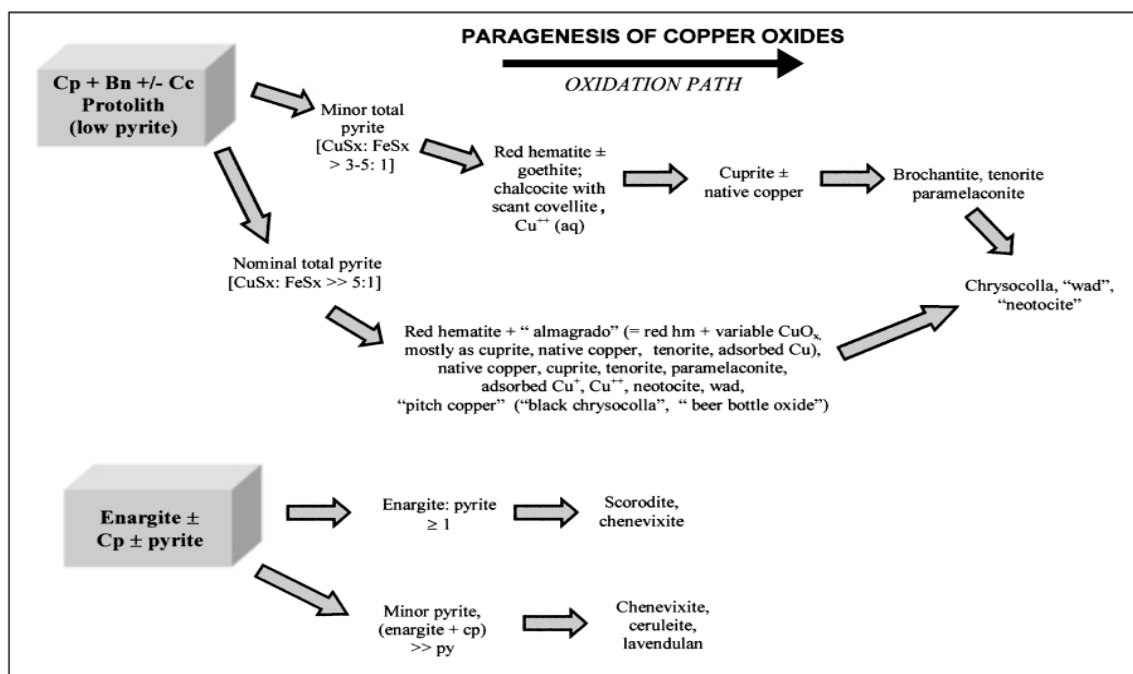 PARAGENESIS OF COPPER OXIDES
OXIDATION PATH
Cp + Bn +/- Cc
Protolith
(low pyrite)
Minor total
pyrite
[CuSx: FeSx
> 3-5: 1]
Red hematite ±
goethite;
chalcocite with
scant covellite,
Cu⁺⁺ (aq)
Cuprite ±
native copper
Brochantite, tenorite
paramelaconite
Nominal total pyrite
[CuSx: FeSx >> 5:1]
Chrysocolla, “wad”,
“neotocite”
Red hematite + “ almagrado” (= red hm + variable CuOₓ,
mostly as cuprite, native copper, tenorite, adsorbed Cu),
native copper, cuprite, tenorite, paramelaconite,
adsorbed Cu⁺, Cu⁺⁺, neotocite, wad,
“pitch copper” (“black chrysocolla”, “ beer bottle oxide”)
Enargite ±
Cp ± pyrite
Enargite: pyrite
≥ 1
Scorodite,
chenevixite
Minor pyrite,
(enargite + cp)
>> py
Chenevixite,
ceruleite,
lavendulan